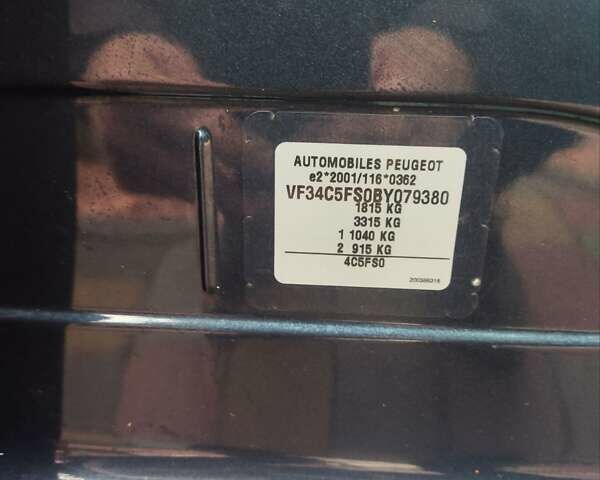 AUTOMOBILES PEUGEOT
e2*2001/116*0362
VF34C5FS0BY079380
1815 KG
3315 KG
1 1040 KG
2 915 KG
4C5FS0